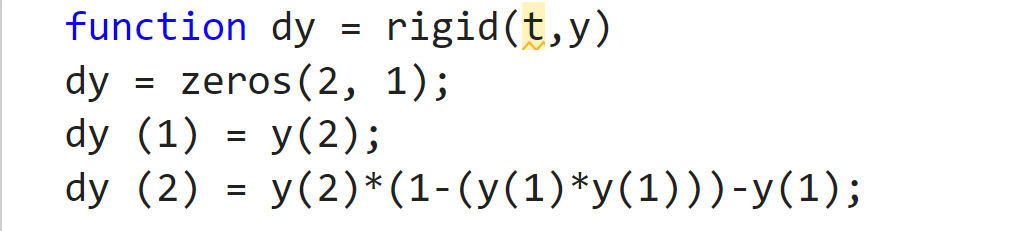 function dy = rigid(t,y)
dy = zeros(2, 1);
dy (1) = y(2);
dy (2) = y(2)*(1-(y(1)*y(1)))-y(1);